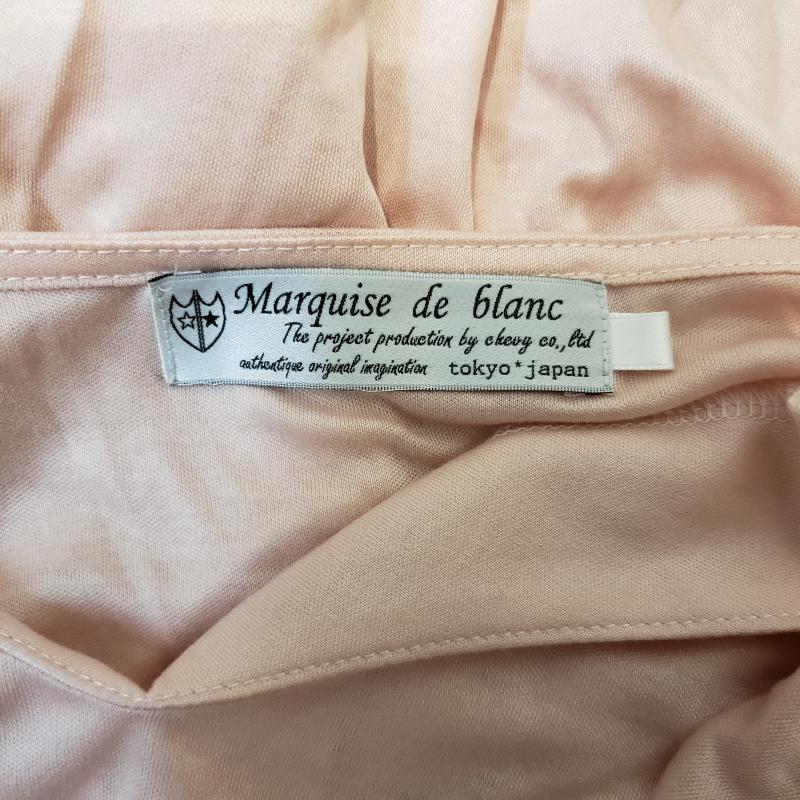 Marquise de blanc
The project production by chevy co.,ltd
authentique original imagination tokyo*japan